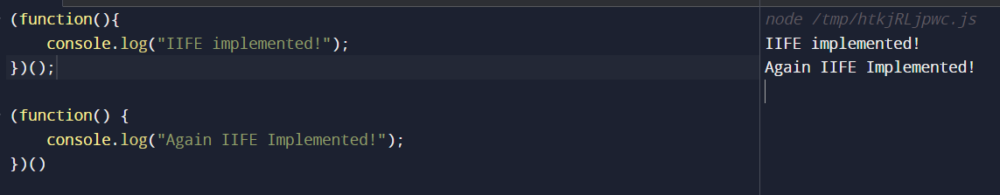 (function(){
    console.log("IIFE implemented!");
})();

(function() {
    console.log("Again IIFE Implemented!");
})()
node /tmp/htkjRLjpwc.js
IIFE implemented!
Again IIFE Implemented!